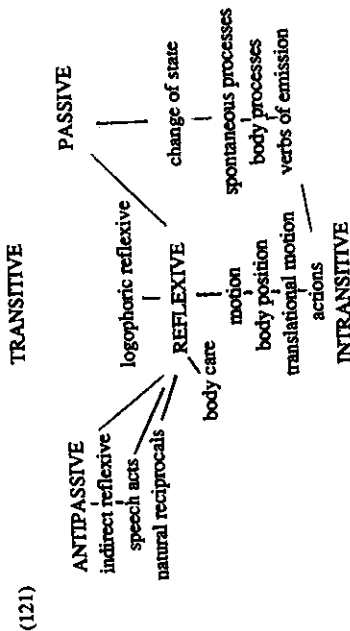 (121)
TRANSITIVE
ANTIPASSIVE
indirect reflexive
speech acts
natural reciprocals
logophoric reflexive
REFLEXIVE
body care
motion
body position
translational motion
actions
INTRANSITIVE
PASSIVE
change of state
spontaneous processes
body processes
verbs of emission